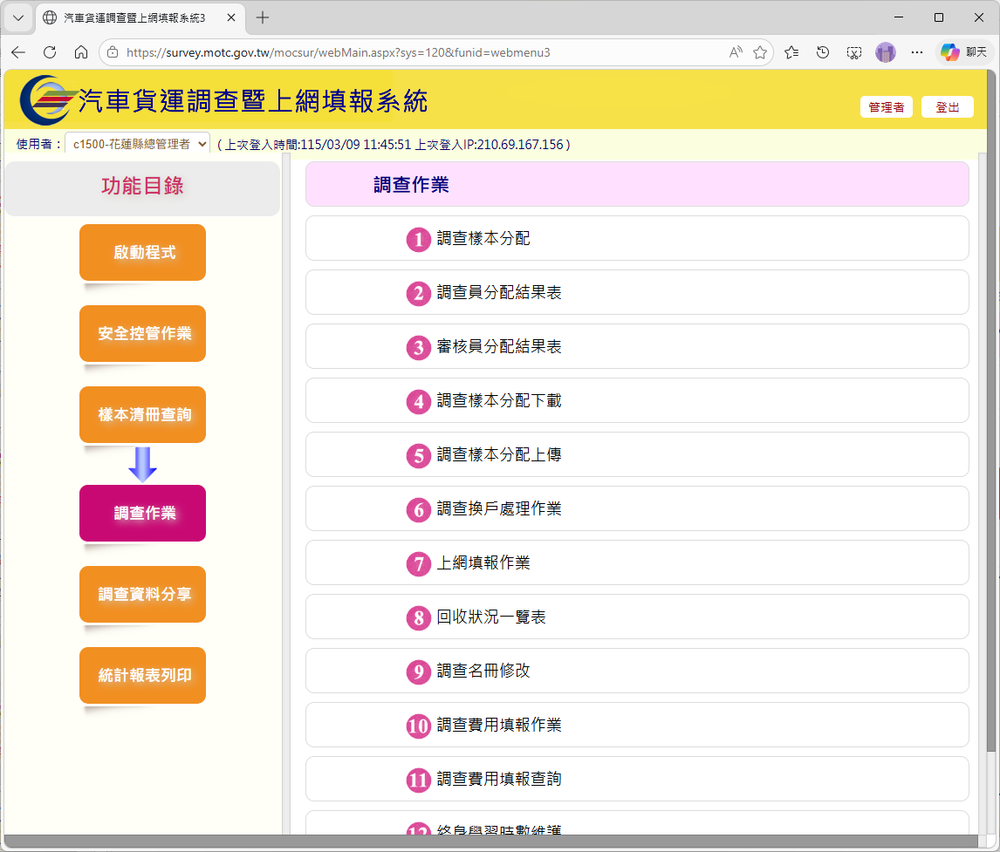 汽車貨運調查暨上網填報系統3
https://survey.motc.gov.tw/mocsur/webMain.aspx?sys=120&funid=webmenu3
聊天
汽車貨運調查暨上網填報系統
管理者
登出
使用者：
c1500-花蓮縣總管理者
( 上次登入時間:115/03/09 11:45:51 上次登入IP:210.69.167.156 )
功能目錄
啟動程式
安全控管作業
樣本清冊查詢
調查作業
調查資料分享
統計報表列印
調查作業
1 調查樣本分配
2 調查員分配結果表
3 審核員分配結果表
4 調查樣本分配下載
5 調查樣本分配上傳
6 調查換戶處理作業
7 上網填報作業
8 回收狀況一覽表
9 調查名冊修改
10 調查費用填報作業
11 調查費用填報查詢
12 終身學習時數維護